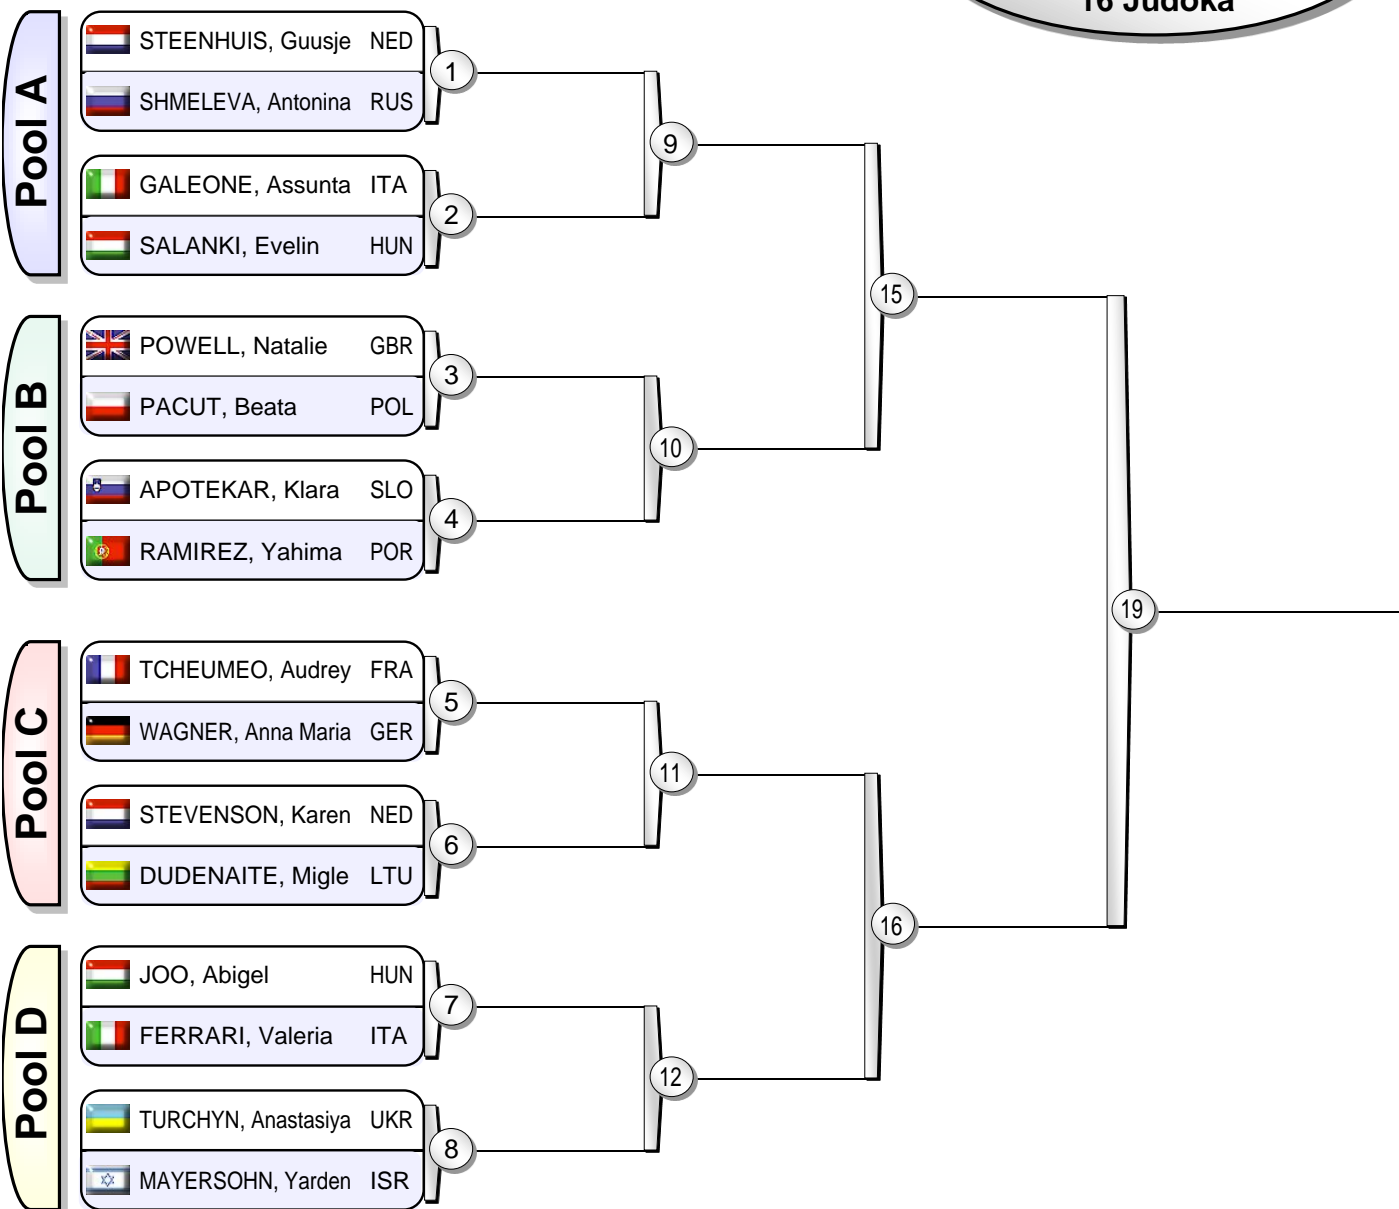 16 Judoka
Pool A
STEENHUIS, Guusje NED
SHMELEVA, Antonina RUS
1
GALEONE, Assunta ITA
SALANKI, Evelin HUN
2
9
Pool B
POWELL, Natalie GBR
PACUT, Beata POL
3
APOTEKAR, Klara SLO
RAMIREZ, Yahima POR
4
10
15
Pool C
TCHEUMEO, Audrey FRA
WAGNER, Anna Maria GER
5
STEVENSON, Karen NED
DUDENAITE, Migle LTU
6
11
Pool D
JOO, Abigel HUN
FERRARI, Valeria ITA
7
TURCHYN, Anastasiya UKR
MAYERSOHN, Yarden ISR
8
12
16
19